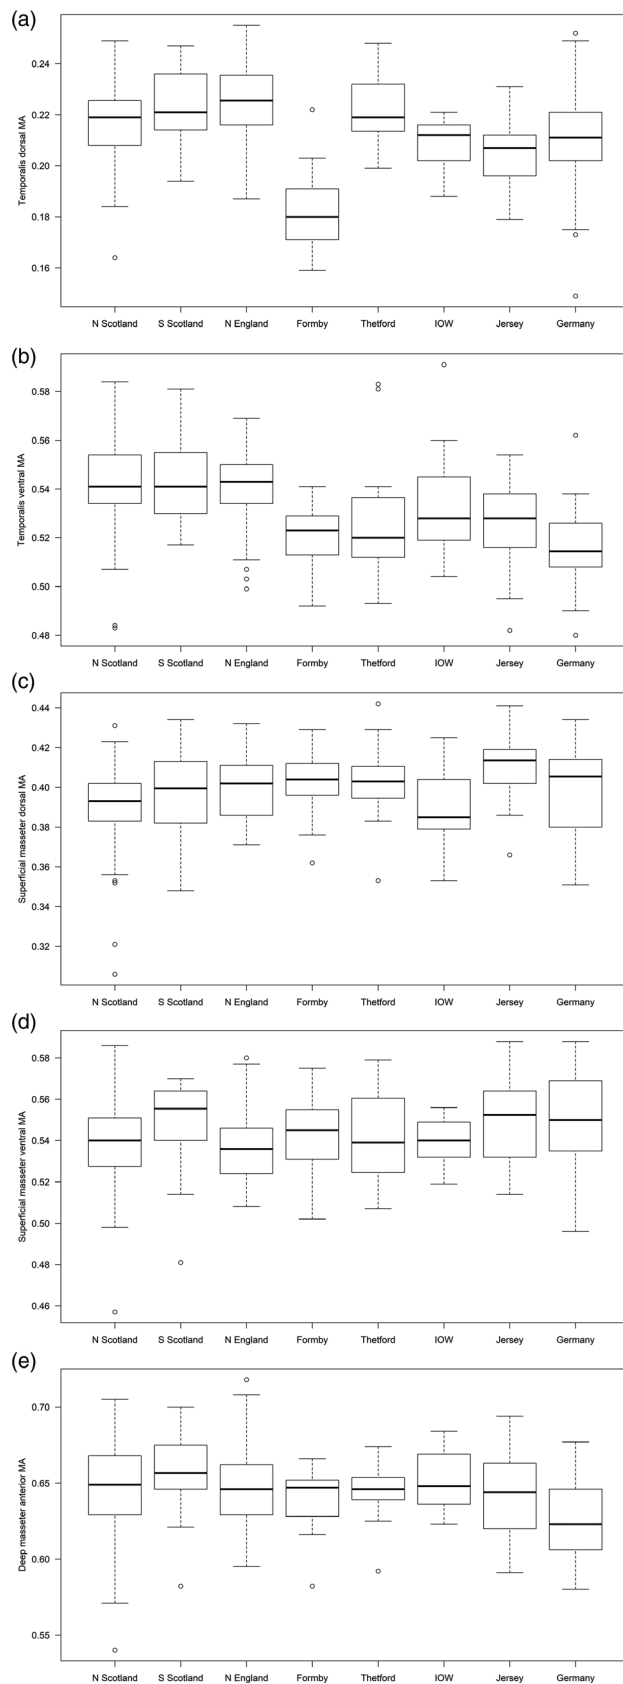 (a)
Temporalis dorsal MA
0.24
0.22
0.20
0.18
0.16
N Scotland S Scotland N England Formby Thetford IOW Jersey Germany
(b)
Temporalis ventral MA
0.58
0.56
0.54
0.52
0.50
0.48
N Scotland S Scotland N England Formby Thetford IOW Jersey Germany
(c)
Superficial masseter dorsal MA
0.44
0.42
0.40
0.38
0.36
0.34
0.32
N Scotland S Scotland N England Formby Thetford IOW Jersey Germany
(d)
Superficial masseter ventral MA
0.58
0.56
0.54
0.52
0.50
0.48
0.46
N Scotland S Scotland N England Formby Thetford IOW Jersey Germany
(e)
Deep masseter anterior MA
0.70
0.65
0.60
0.55
N Scotland S Scotland N England Formby Thetford IOW Jersey Germany